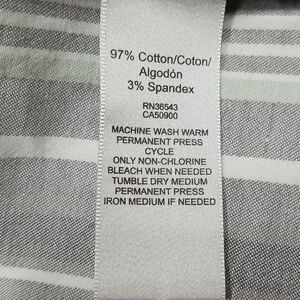 97% Cotton/Coton/
Algodón
3% Spandex
RN36543
CA50900
MACHINE WASH WARM
PERMANENT PRESS
CYCLE
ONLY NON-CHLORINE
BLEACH WHEN NEEDED
TUMBLE DRY MEDIUM
PERMANENT PRESS
IRON MEDIUM IF NEEDED